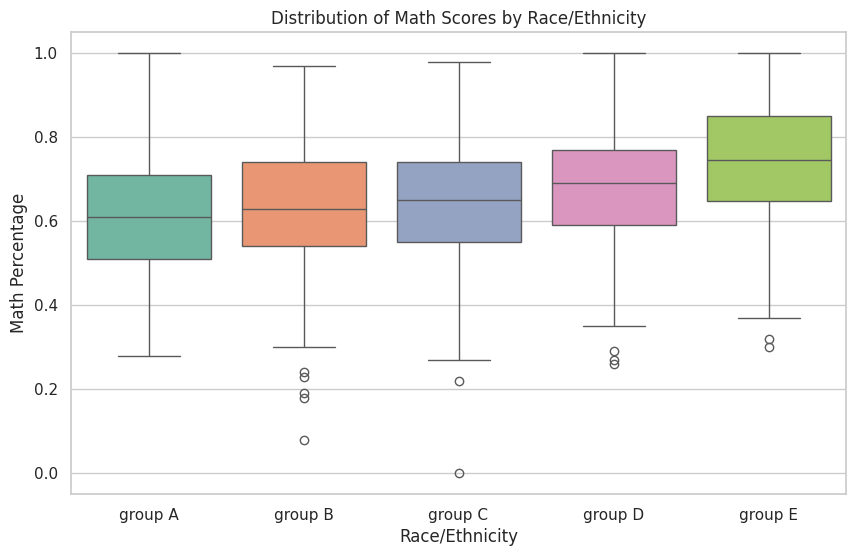 Distribution of Math Scores by Race/Ethnicity
Math Percentage
1.0
0.8
0.6
0.4
0.2
0.0
group A group B group C group D group E
Race/Ethnicity